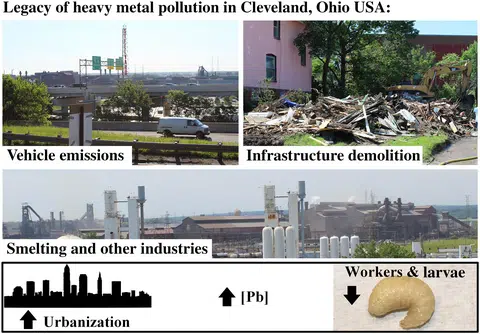 Legacy of heavy metal pollution in Cleveland, Ohio USA:
Vehicle emissions
Infrastructure demolition
Smelting and other industries
Urbanization
[Pb]
Workers & larvae